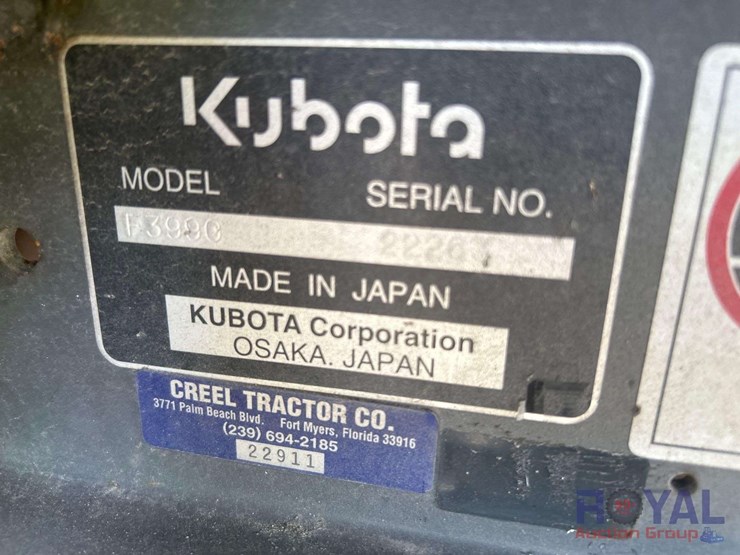 Kubota
MODEL
SERIAL NO.
MADE IN JAPAN
KUBOTA Corporation
OSAKA. JAPAN
CREEL TRACTOR CO.
3771 Palm Beach Blvd. Fort Myers, Florida 33916
(239) 694-2185
22911
ROYAL
Auction Group